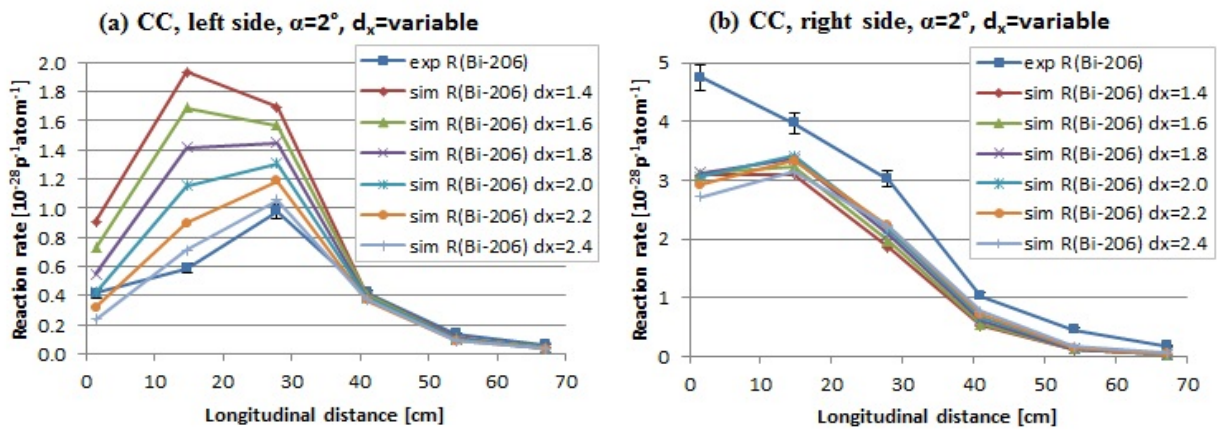 (a) CC, left side, α=2°, dₓ=variable
Reaction rate [10⁻²⁸p⁻¹atom⁻¹]
2.0
1.8
1.6
1.4
1.2
1.0
0.8
0.6
0.4
0.2
0.0
0 10 20 30 40 50 60 70
Longitudinal distance [cm]
exp R(Bi-206)
sim R(Bi-206) dx=1.4
sim R(Bi-206) dx=1.6
sim R(Bi-206) dx=1.8
sim R(Bi-206) dx=2.0
sim R(Bi-206) dx=2.2
sim R(Bi-206) dx=2.4
(b) CC, right side, α=2°, dₓ=variable
Reaction rate [10⁻²⁸p⁻¹atom⁻¹]
5
4
3
2
1
0
0 10 20 30 40 50 60 70
Longitudinal distance [cm]
exp R(Bi-206)
sim R(Bi-206) dx=1.4
sim R(Bi-206) dx=1.6
sim R(Bi-206) dx=1.8
sim R(Bi-206) dx=2.0
sim R(Bi-206) dx=2.2
sim R(Bi-206) dx=2.4